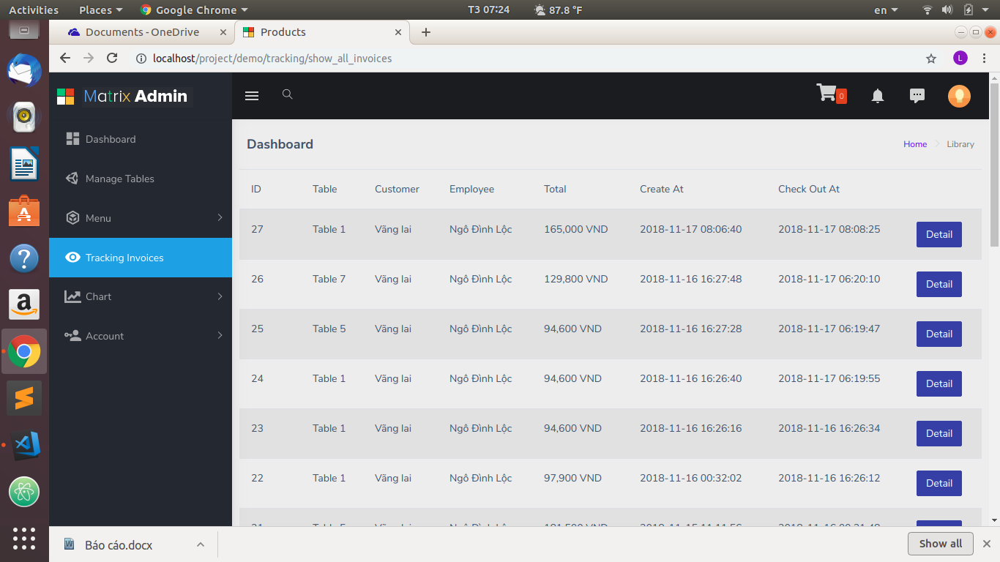 Activities Places Google Chrome T3 07:24 87.8 °F en
Documents - OneDrive Products
localhost/project/demo/tracking/show_all_invoices L
Matrix Admin 0
Dashboard
Manage Tables
Menu
Tracking Invoices
Chart
Account
Dashboard Home Library
ID Table Customer Employee Total Create At Check Out At
27 Table 1 Vãng lai Ngô Đình Lộc 165,000 VND 2018-11-17 08:06:40 2018-11-17 08:08:25 Detail
26 Table 7 Vãng lai Ngô Đình Lộc 129,800 VND 2018-11-16 16:27:48 2018-11-17 06:20:10 Detail
25 Table 5 Vãng lai Ngô Đình Lộc 94,600 VND 2018-11-16 16:27:28 2018-11-17 06:19:47 Detail
24 Table 1 Vãng lai Ngô Đình Lộc 94,600 VND 2018-11-16 16:26:40 2018-11-17 06:19:55 Detail
23 Table 1 Vãng lai Ngô Đình Lộc 94,600 VND 2018-11-16 16:26:16 2018-11-16 16:26:34 Detail
22 Table 1 Vãng lai Ngô Đình Lộc 97,900 VND 2018-11-16 00:32:02 2018-11-16 16:26:12 Detail
Báo cáo.docx Show all